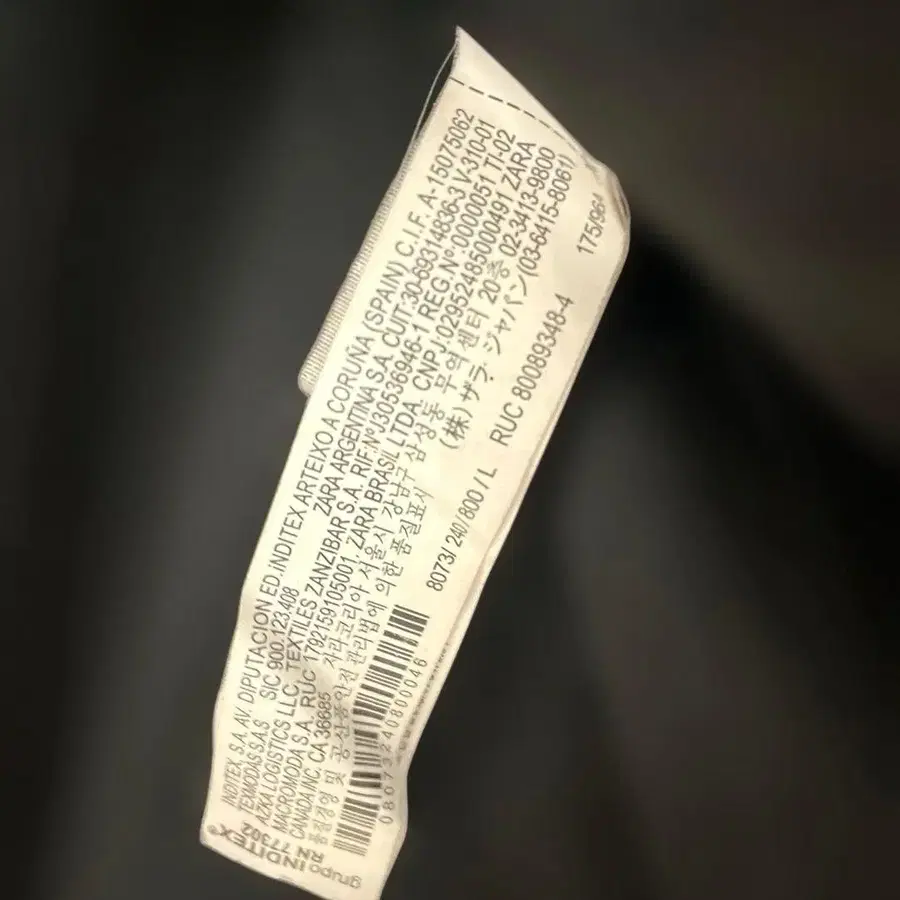 grupo INDITEX®
RN 77302
INDITEX, S.A. AV. DIPUTACION ED. INDITEX ARTEIXO A CORUÑA (SPAIN) C.I.F. A-15075062
TEXMODAS S.A.S SIC 900.123.408 ZARA ARGENTINA S.A. CUIT:30-69314836-3 V-310-01
AZKA LOGISTICS LLC, TEXTILES ZANZIBAR S.A. RIF:NºJ30536946-1 REG.Nº:0000051 TI-02
MACROMODA S.A. RUC 1792159105001, ZARA BRASIL LTDA. CNPJ:02952485000491 ZARA
CANADA INC. CA 36685 자라코리아 서울시 강남구 삼성동 무역센터 20층 02-3413-9800
품질경영 및 공산품안전관리법에 의한 품질표시 (株) ザラ・ジャパン(03-6415-8061)
08073240800046
8073/ 240/800 / L RUC 80089348-4 175/96